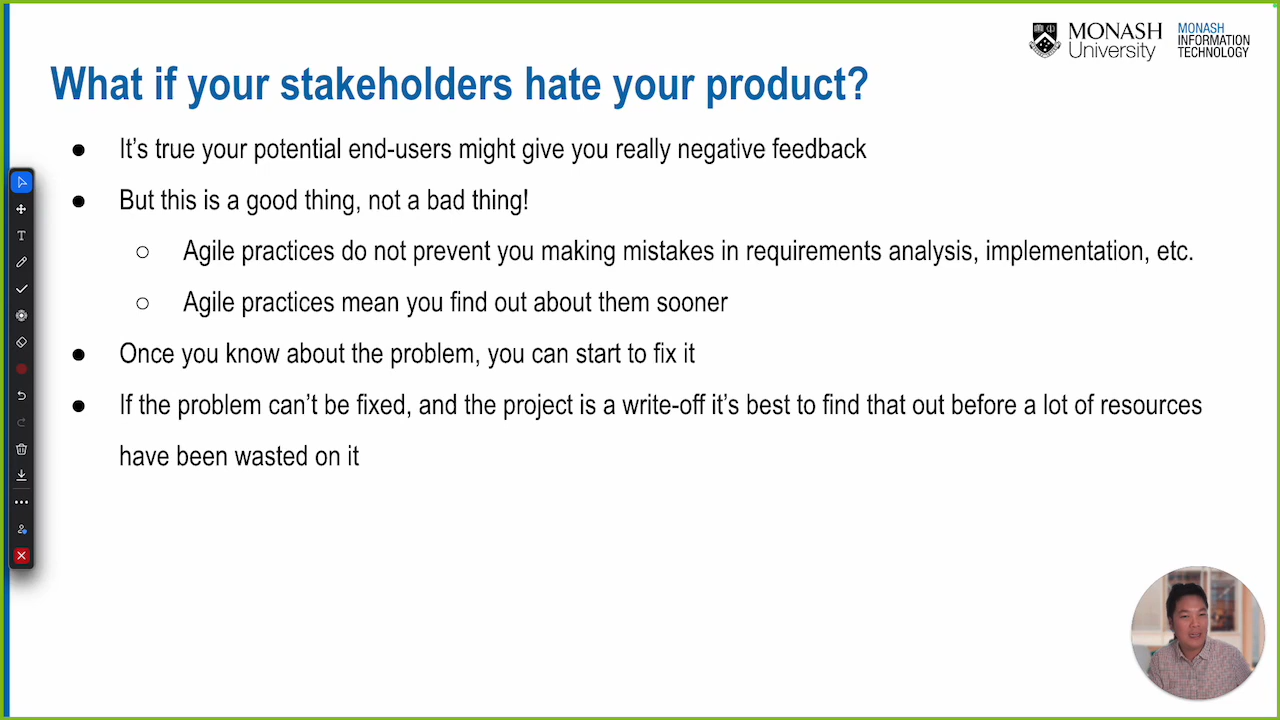 MONASH University
MONASH INFORMATION TECHNOLOGY
What if your stakeholders hate your product?
● It’s true your potential end-users might give you really negative feedback
● But this is a good thing, not a bad thing!
○ Agile practices do not prevent you making mistakes in requirements analysis, implementation, etc.
○ Agile practices mean you find out about them sooner
● Once you know about the problem, you can start to fix it
● If the problem can’t be fixed, and the project is a write-off it’s best to find that out before a lot of resources
have been wasted on it